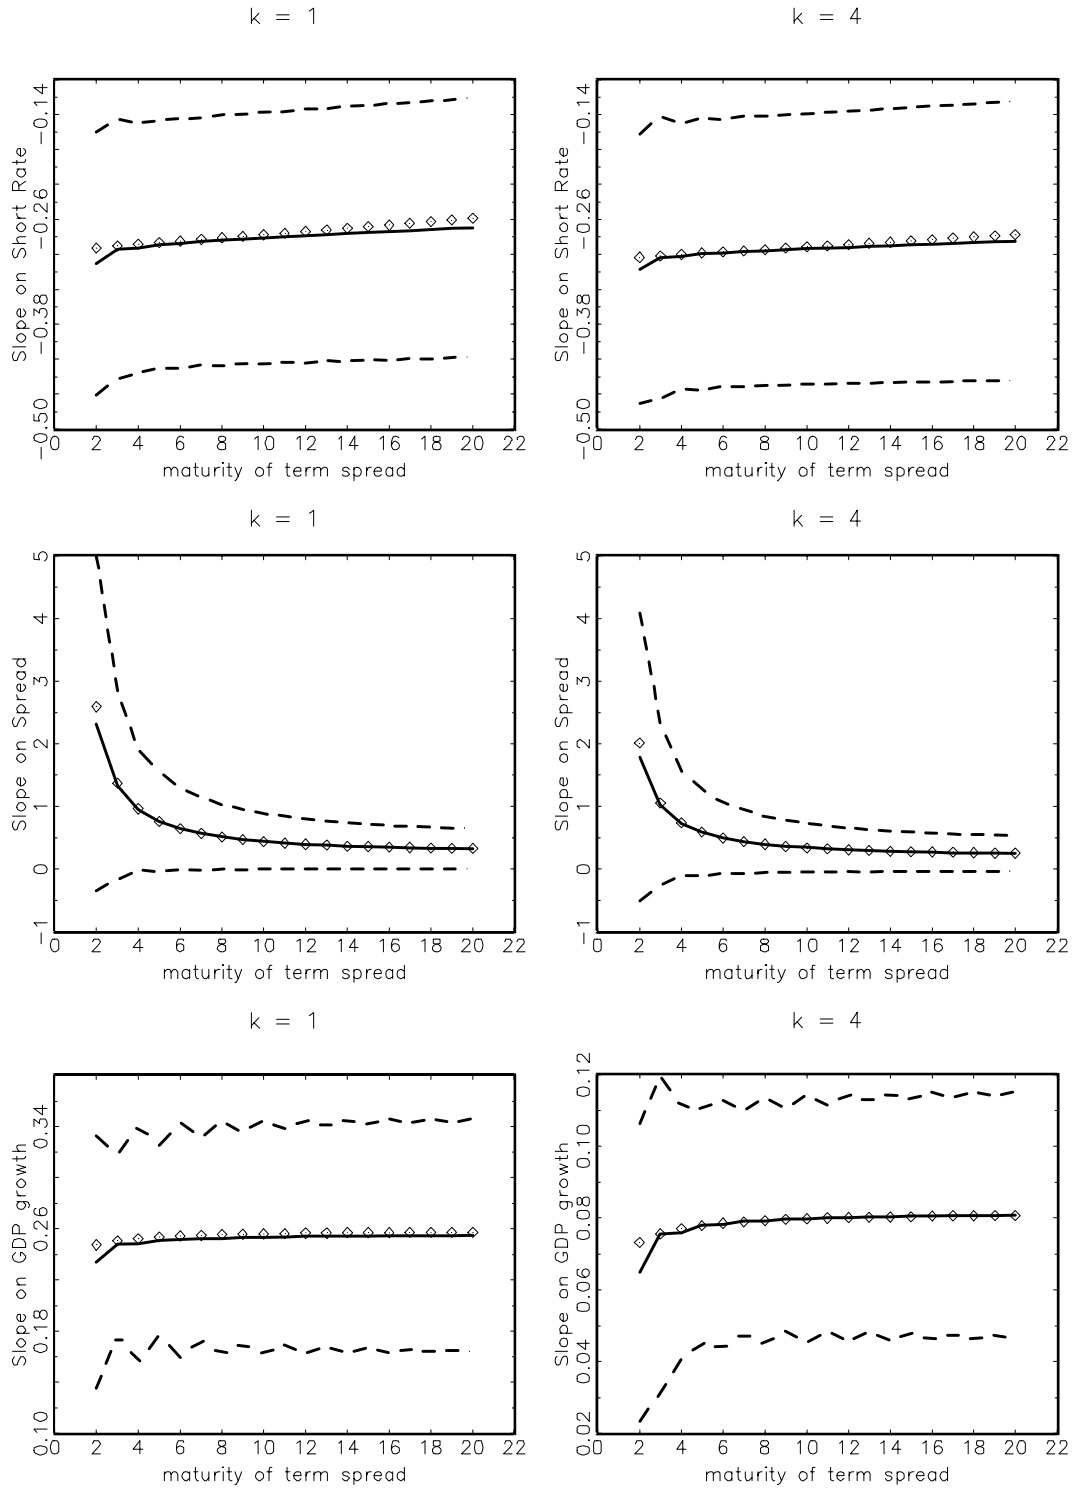 k = 1
k = 4
Slope on Short Rate
−0.14
−0.26
−0.38
−0.50
0 2 4 6 8 10 12 14 16 18 20 22
maturity of term spread
Slope on Short Rate
−0.14
−0.26
−0.38
−0.50
0 2 4 6 8 10 12 14 16 18 20 22
maturity of term spread
k = 1
k = 4
Slope on Spread
5
4
3
2
1
0
−1
0 2 4 6 8 10 12 14 16 18 20 22
maturity of term spread
Slope on Spread
5
4
3
2
1
0
−1
0 2 4 6 8 10 12 14 16 18 20 22
maturity of term spread
k = 1
k = 4
Slope on GDP growth
0.34
0.26
0.18
0.10
0 2 4 6 8 10 12 14 16 18 20 22
maturity of term spread
Slope on GDP growth
0.12
0.10
0.08
0.06
0.04
0.02
0 2 4 6 8 10 12 14 16 18 20 22
maturity of term spread